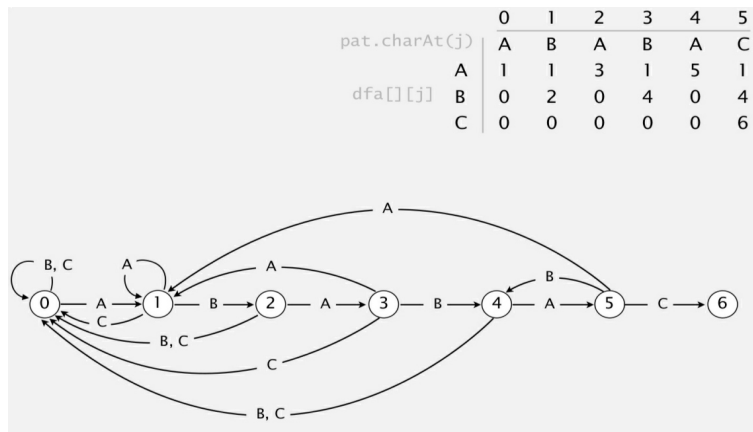 0 1 2 3 4 5
pat.charAt(j) A B A B A C
A 1 1 3 1 5 1
dfa[][j] B 0 2 0 4 0 4
C 0 0 0 0 0 6
A
B, C A A B
0 A 1 B 2 A 3 B 4 A 5 C 6
C
B, C
C
B, C